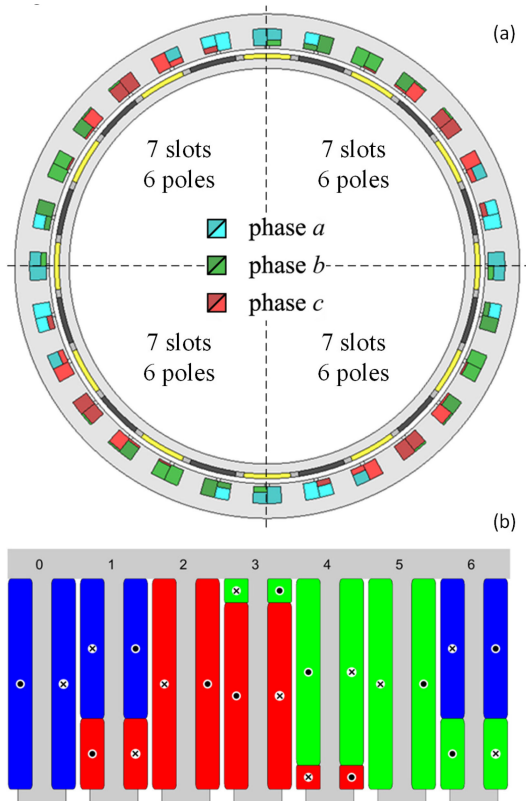 (a)
7 slots
6 poles
7 slots
6 poles
phase a
phase b
phase c
7 slots
6 poles
7 slots
6 poles
(b)
0 1 2 3 4 5 6